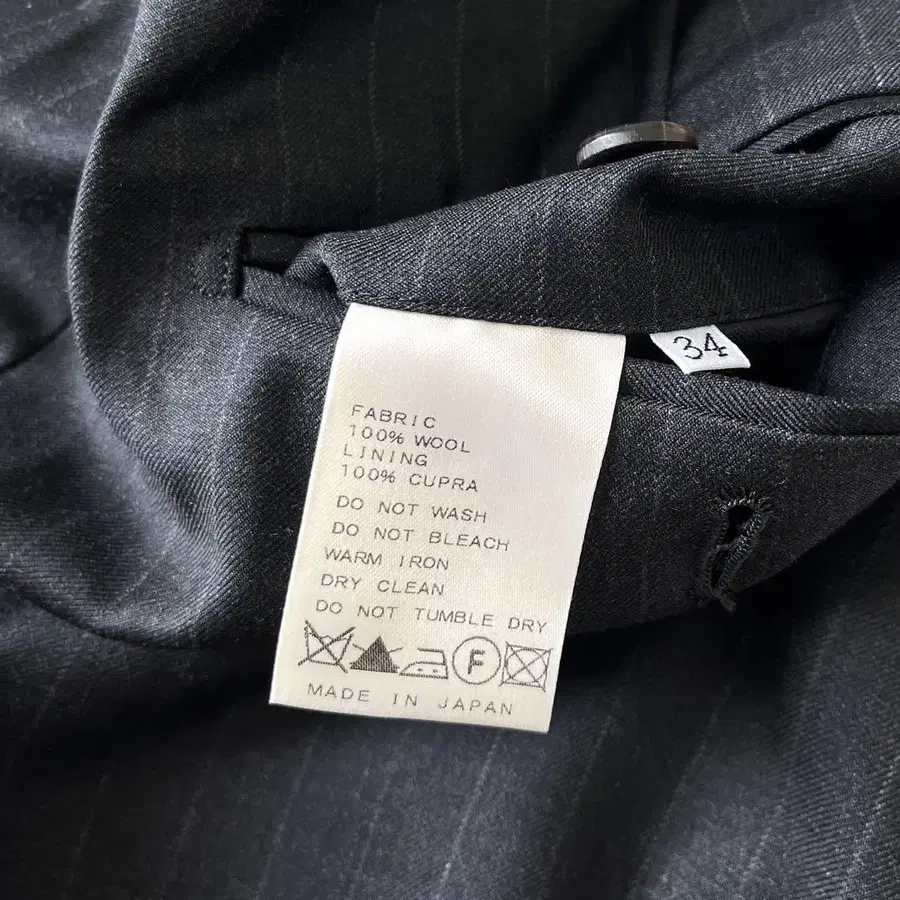 34
FABRIC
100% WOOL
LINING
100% CUPRA
DO NOT WASH
DO NOT BLEACH
WARM IRON
DRY CLEAN
DO NOT TUMBLE DRY
F
MADE IN JAPAN